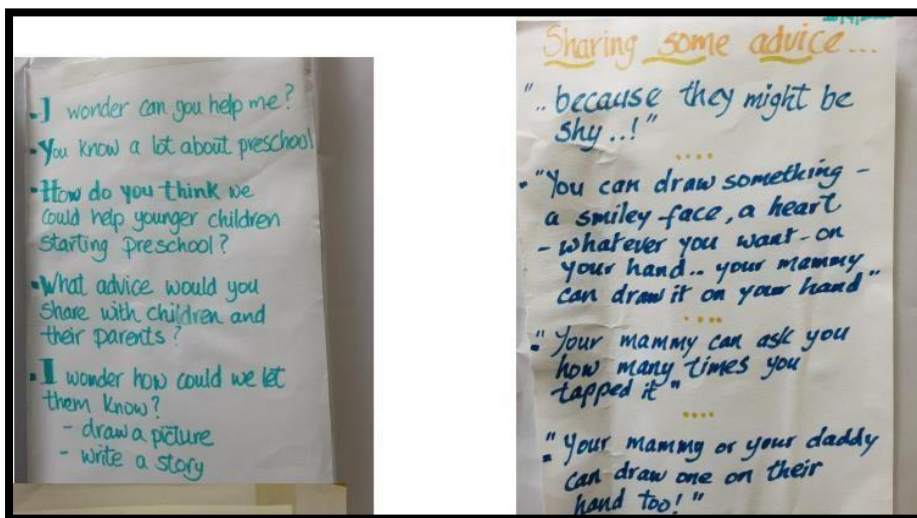 - I wonder can you help me?
- You know a lot about preschool
- How do you think we
could help younger children
starting preschool?
- What advice would you
share with children and
their parents?
- I wonder how could we let
them know?
- draw a picture
- write a story
Sharing some advice...
".. because they might be
shy..!"
....
- "You can draw something -
a smiley face, a heart
- whatever you want - on
your hand.. your mammy
can draw it on your hand"
....
- "Your mammy can ask you
how many times you
tapped it"
....
- "Your mammy or your daddy
can draw one on their
hand too!"